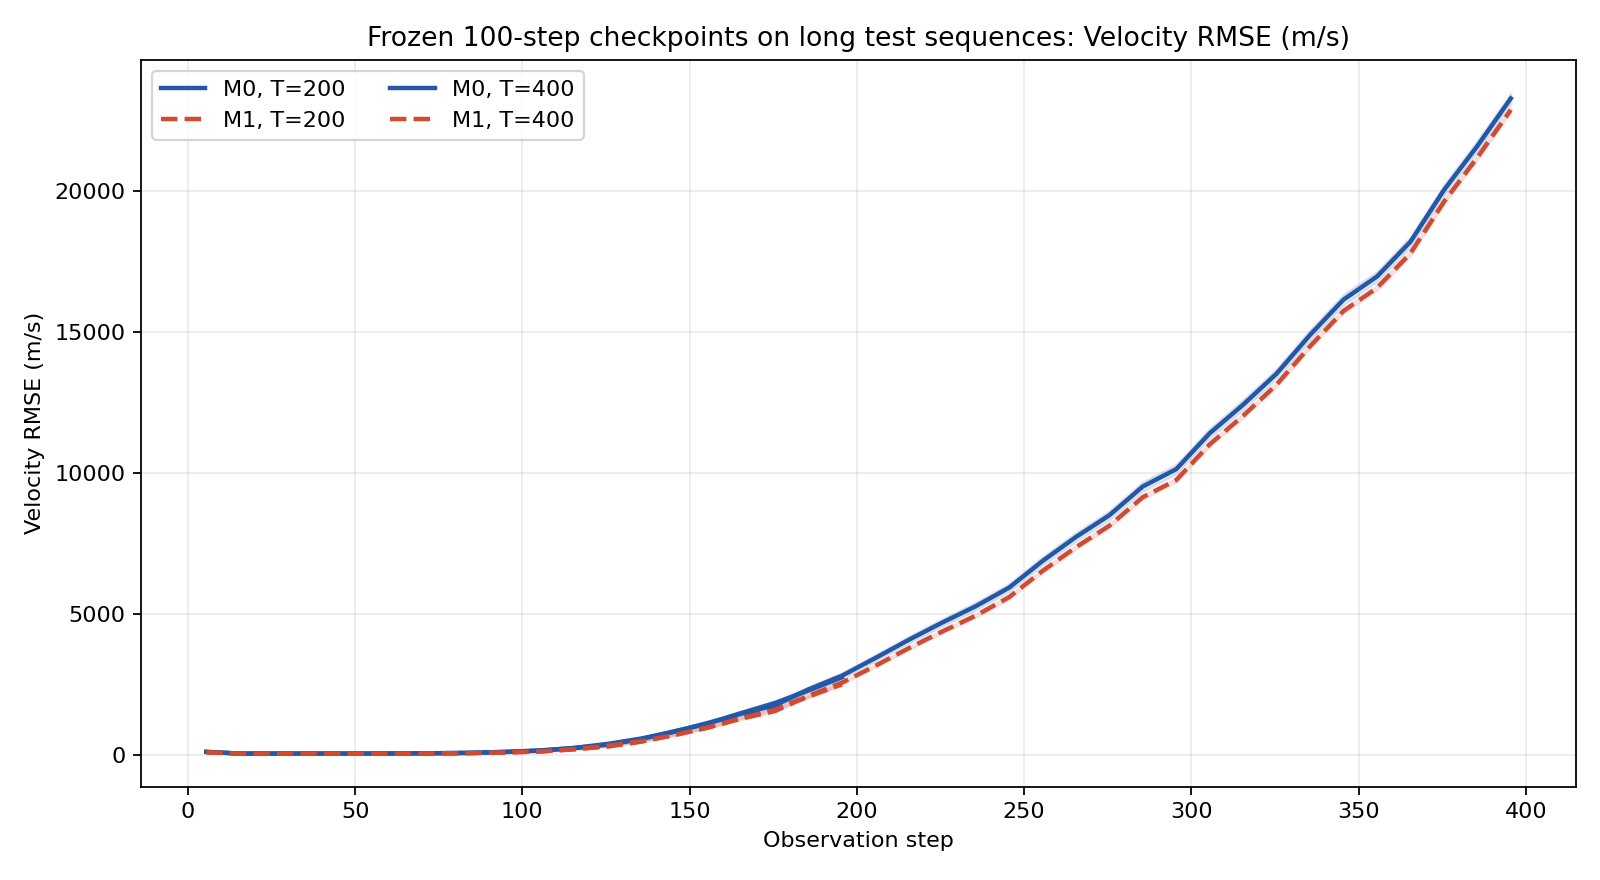 Frozen 100-step checkpoints on long test sequences: Velocity RMSE (m/s)
M0, T=200
M1, T=200
M0, T=400
M1, T=400
Velocity RMSE (m/s)
20000
15000
10000
5000
0
0 50 100 150 200 250 300 350 400
Observation step